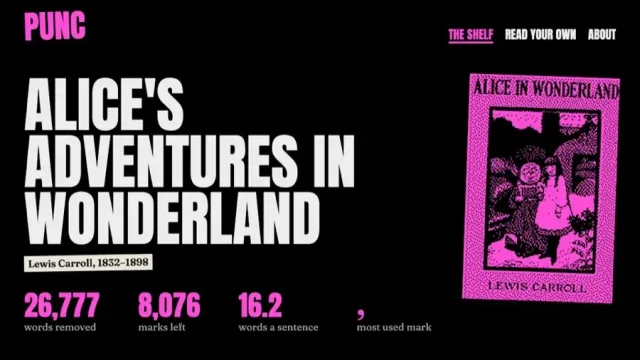 PUNC
THE SHELF READ YOUR OWN ABOUT
ALICE'S
ADVENTURES IN
WONDERLAND
Lewis Carroll, 1832–1898
26,777 8,076 16.2 ,
words removed marks left words a sentence most used mark
ALICE IN WONDERLAND
LEWIS CARROLL